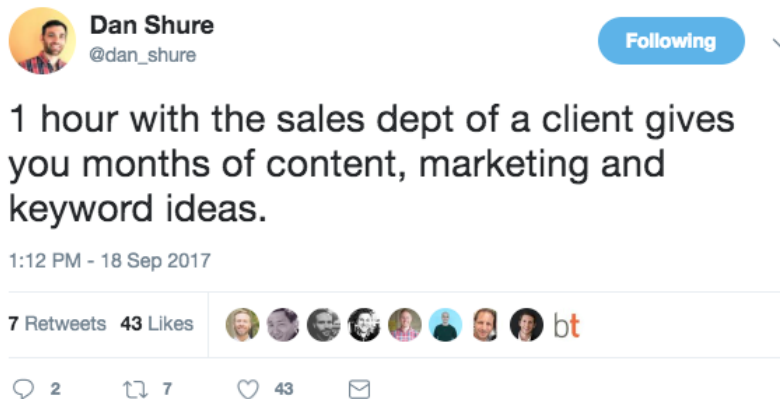 Dan Shure
@dan_shure
Following
1 hour with the sales dept of a client gives
you months of content, marketing and
keyword ideas.
1:12 PM - 18 Sep 2017
7 Retweets 43 Likes
bt
2 7 43